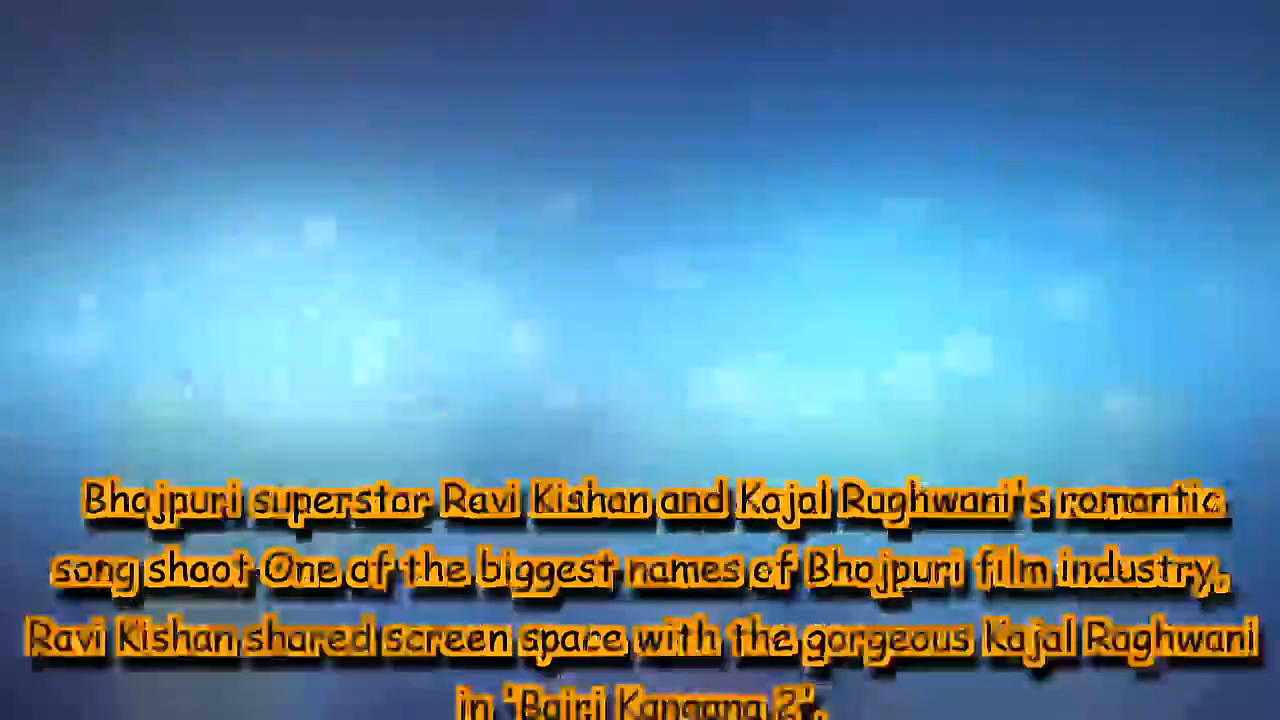 Bhojpuri superstar Ravi Kishan and Kajal Raghwani's romantic
song shoot One of the biggest names of Bhojpuri film industry,
Ravi Kishan shared screen space with the gorgeous Kajal Raghwani
in 'Bairi Kangana 2'.